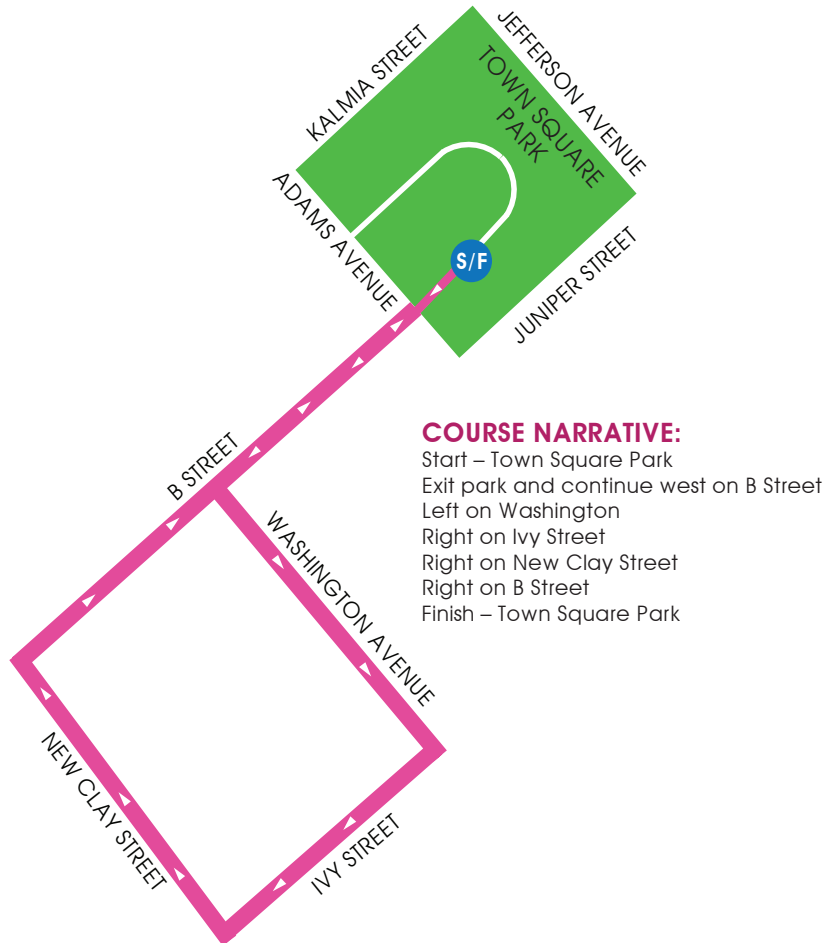 JEFFERSON AVENUE
KALMIA STREET
TOWN SQUARE
PARK
ADAMS AVENUE
S/F
JUNIPER STREET
B STREET
WASHINGTON AVENUE
NEW CLAY STREET
IVY STREET
COURSE NARRATIVE:
Start – Town Square Park
Exit park and continue west on B Street
Left on Washington
Right on Ivy Street
Right on New Clay Street
Right on B Street
Finish – Town Square Park